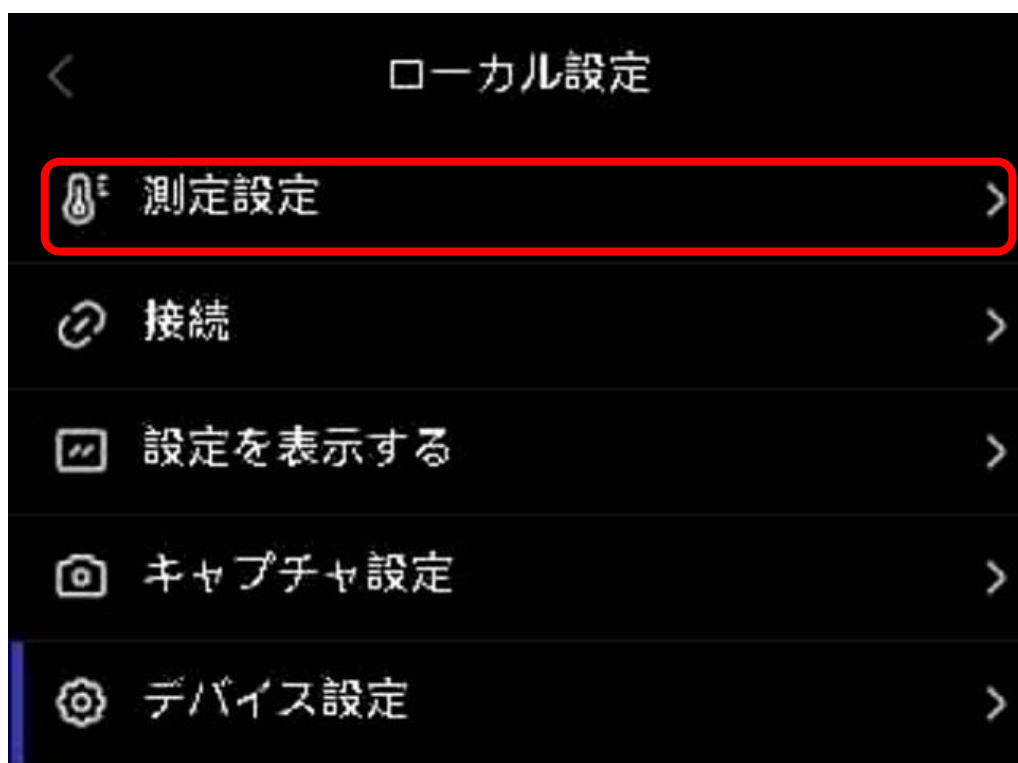 ローカル設定
測定設定
接続
設定を表示する
キャプチャ設定
デバイス設定